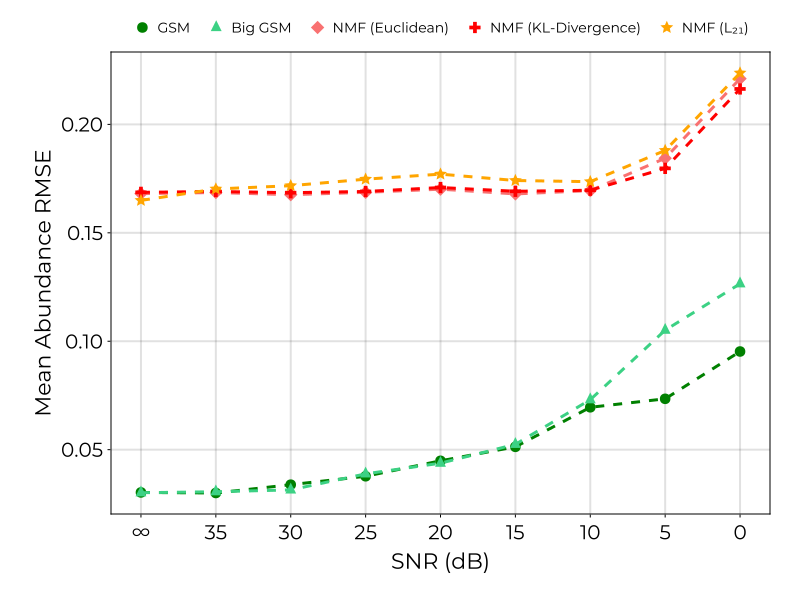 GSM Big GSM NMF (Euclidean) NMF (KL-Divergence) NMF (L₂₁)
Mean Abundance RMSE
0.20
0.15
0.10
0.05
∞ 35 30 25 20 15 10 5 0
SNR (dB)